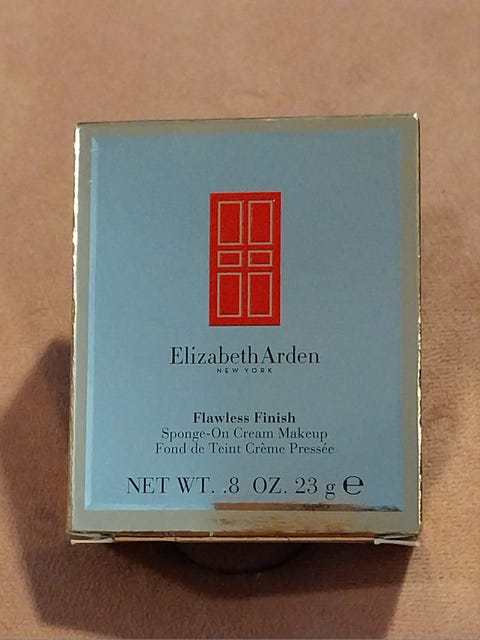 Elizabeth Arden
NEW YORK
Flawless Finish
Sponge-On Cream Makeup
Fond de Teint Crème Pressée
NET WT. .8 OZ. 23 g ℮